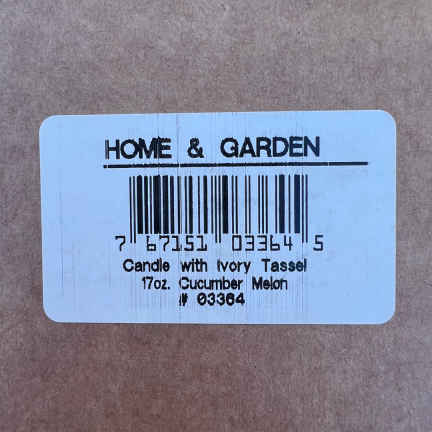 HOME & GARDEN
7 67151 03364 5
Candle with Ivory Tassel
17oz. Cucumber Melon
# 03364